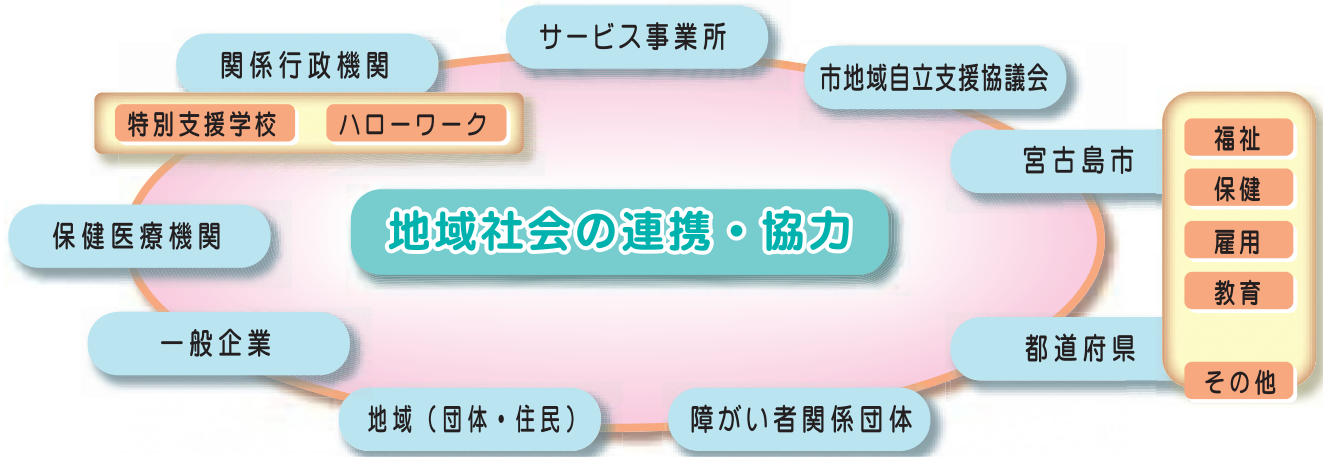 サービス事業所
関係行政機関
市地域自立支援協議会
特別支援学校
ハローワーク
宮古島市
福祉
保健
雇用
教育
その他
保健医療機関
地域社会の連携・協力
一般企業
都道府県
地域（団体・住民）
障がい者関係団体